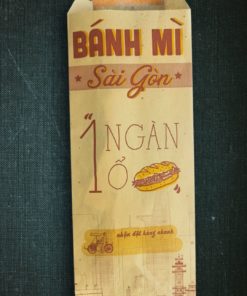 BÁNH MÌ
Sài Gòn
"1 NGÀN
Ổ
nhận đặt hàng nhanh